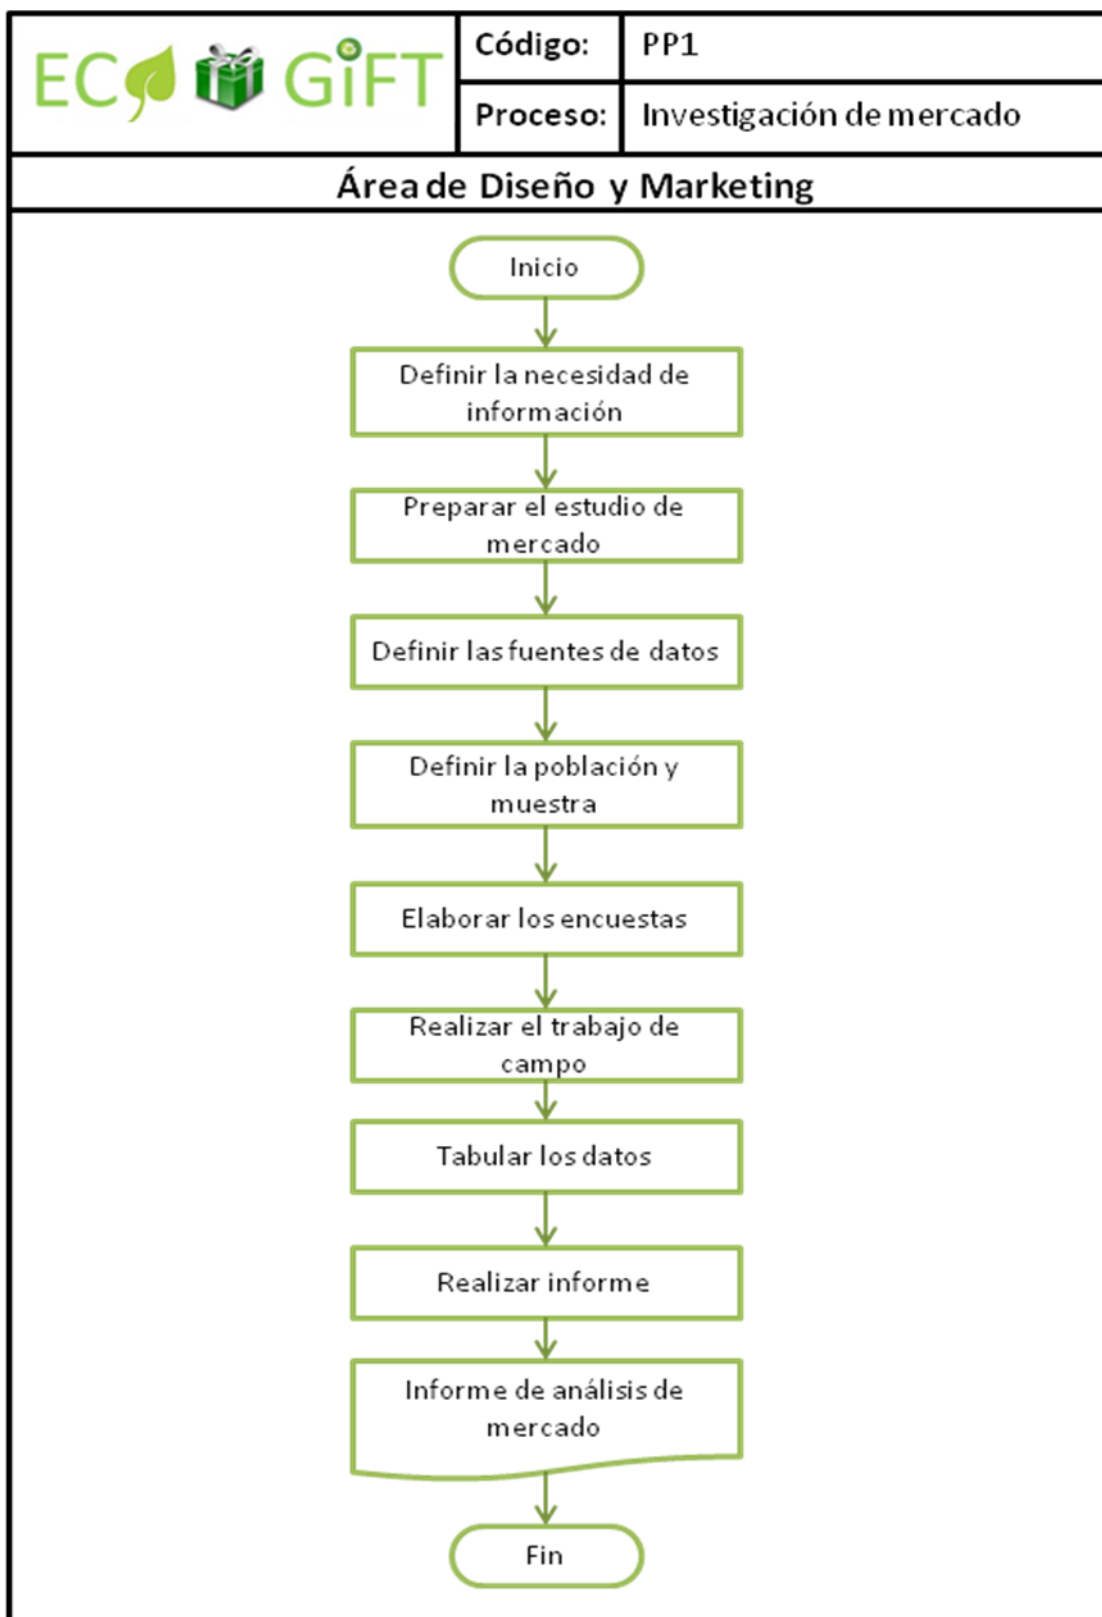 ECO GiFT
Código: PP1
Proceso: Investigación de mercado
Área de Diseño y Marketing
Inicio
Definir la necesidad de
información
Preparar el estudio de
mercado
Definir las fuentes de datos
Definir la población y
muestra
Elaborar los encuestas
Realizar el trabajo de
campo
Tabular los datos
Realizar informe
Informe de análisis de
mercado
Fin